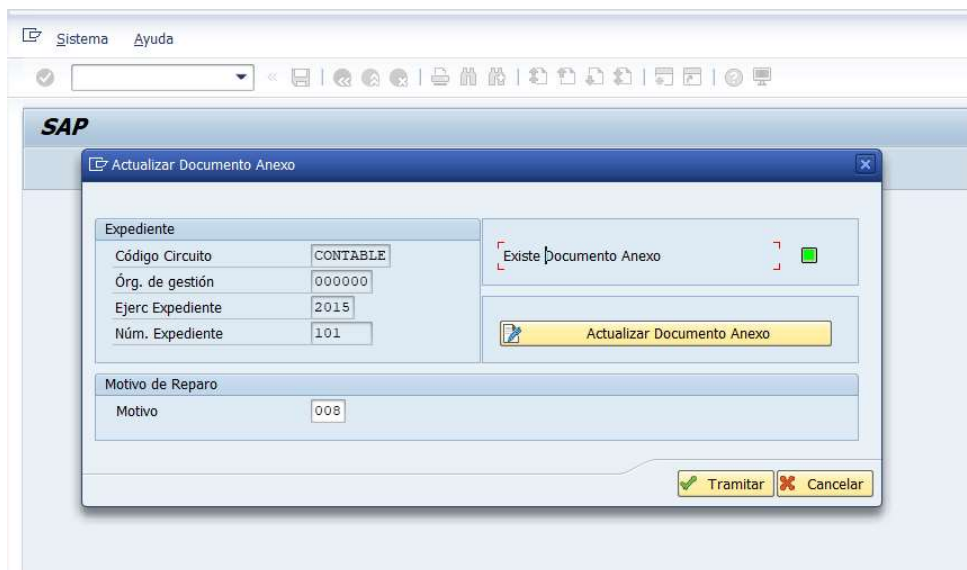 Sistema Ayuda
SAP
Actualizar Documento Anexo
Expediente
Código Circuito CONTABLE
Órg. de gestión 000000
Ejerc Expediente 2015
Núm. Expediente 101
Existe Documento Anexo
Actualizar Documento Anexo
Motivo de Reparo
Motivo 008
Tramitar Cancelar